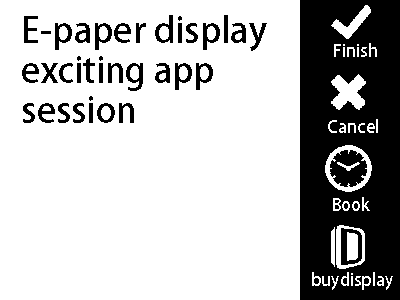 E-paper display
exciting app
session
Finish
Cancel
Book
buydisplay